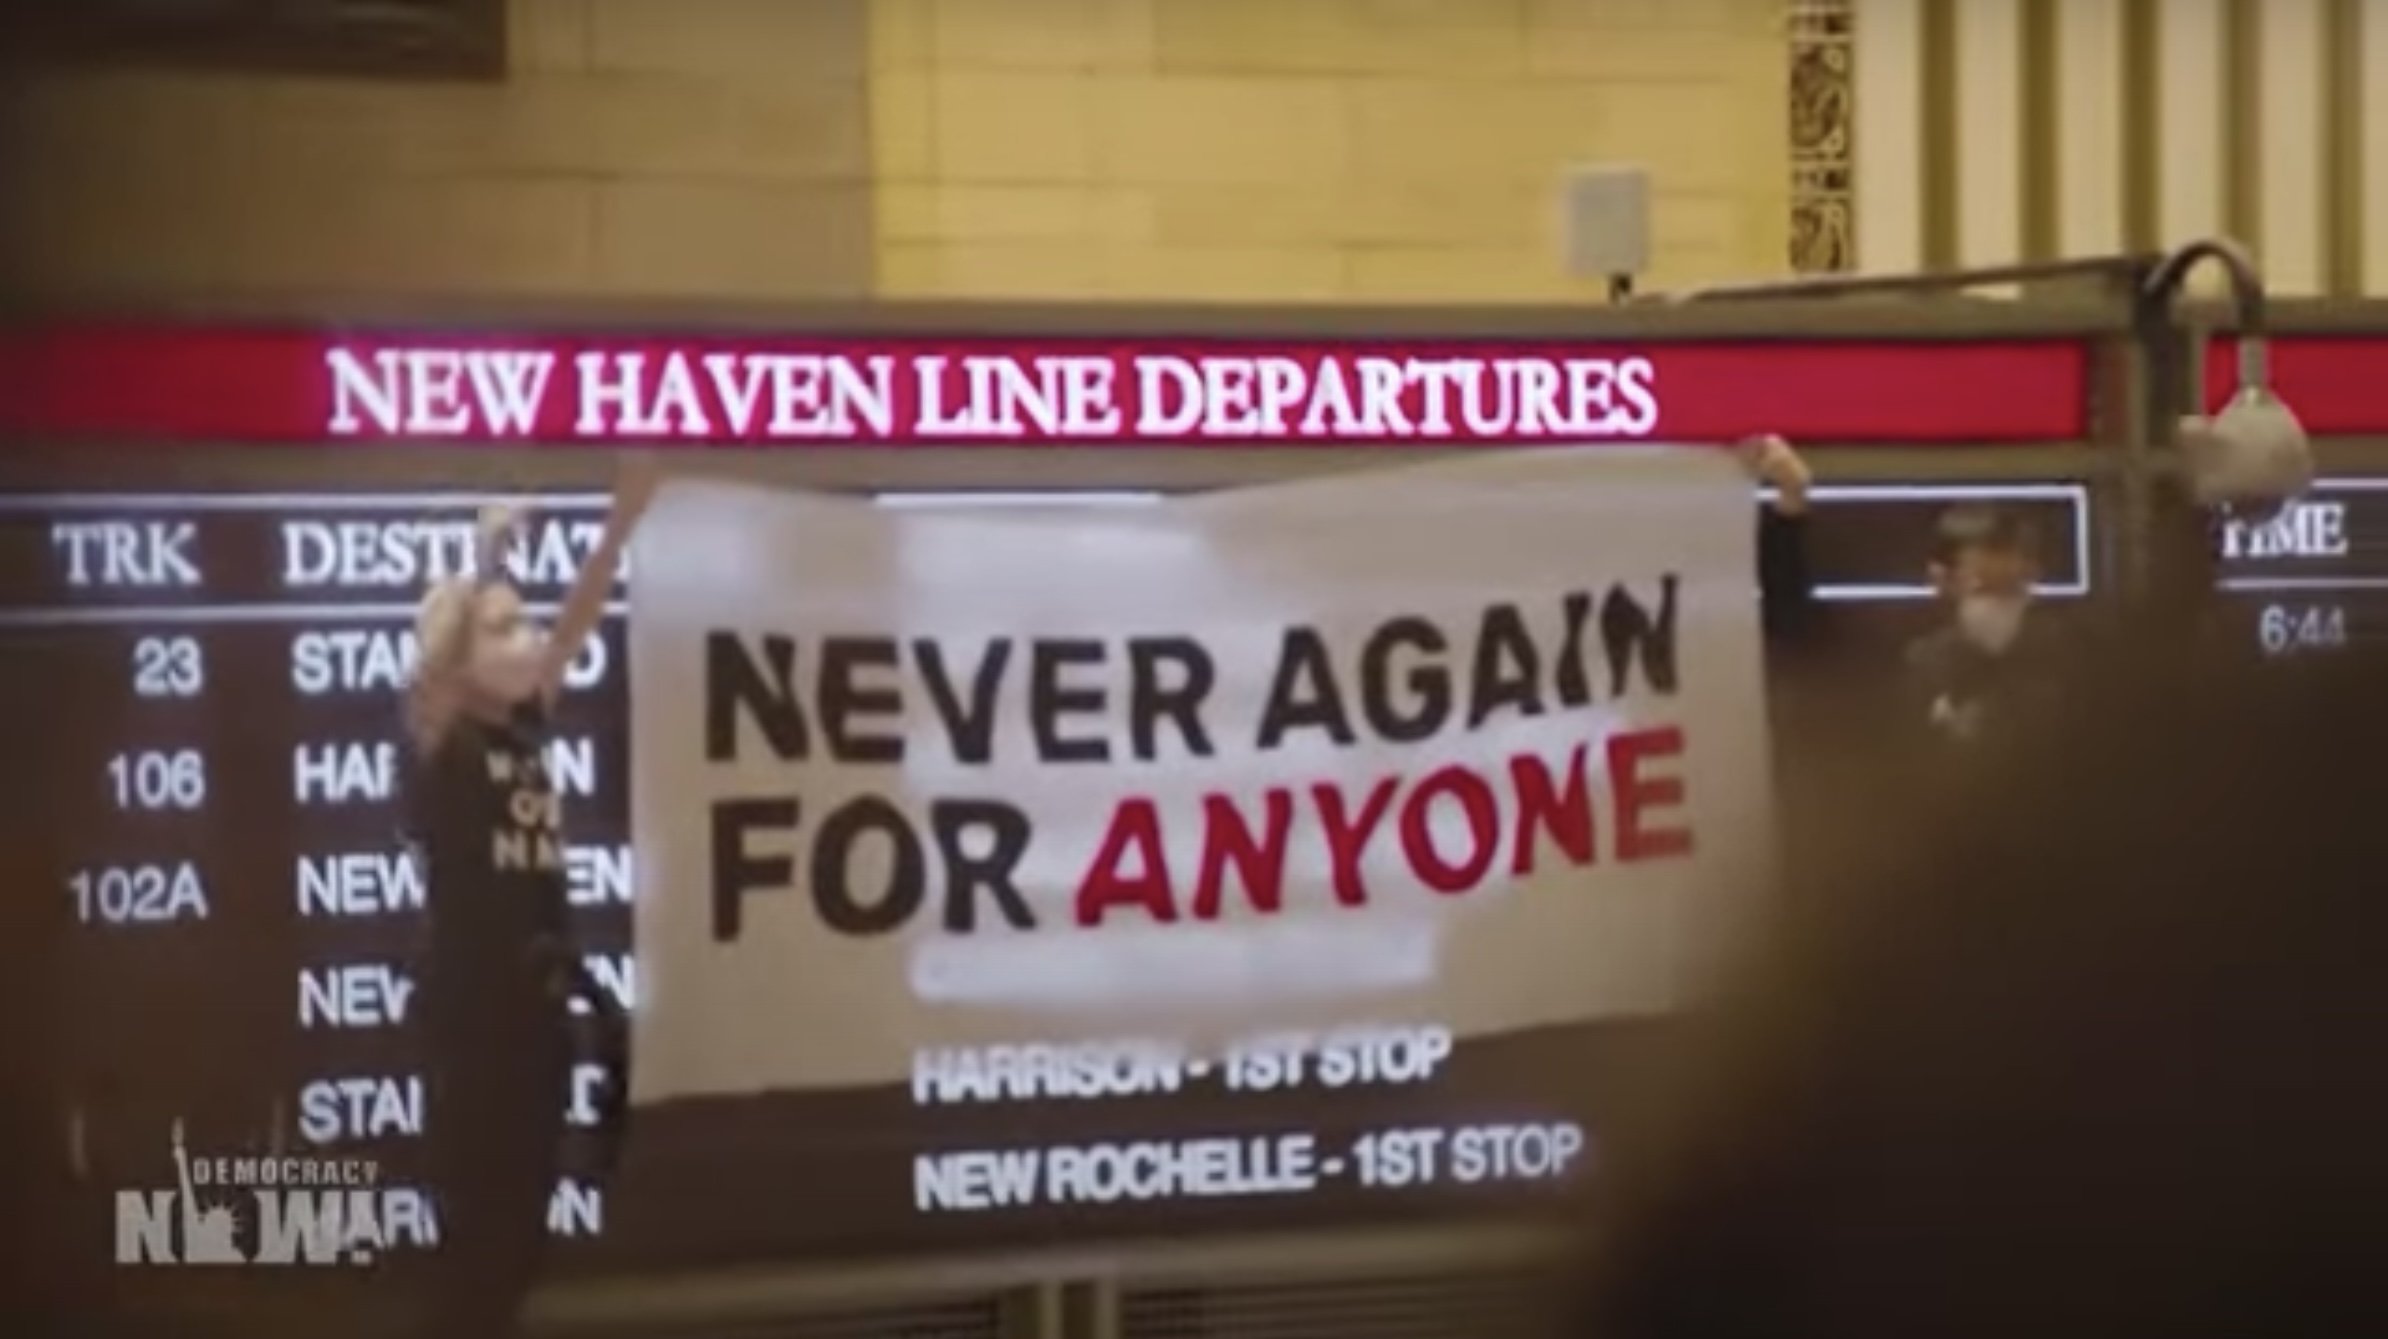 NEW HAVEN LINE DEPARTURES
TRK
TIME
23
6:44
106
102A
NEVER AGAIN
FOR ANYONE
HARRISON - 1ST STOP
NEW ROCHELLE - 1ST STOP
DEMOCRACY
NOW!